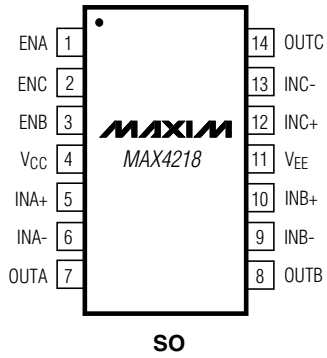 ENA 1
ENC 2
ENB 3
VCC 4
INA+ 5
INA- 6
OUTA 7
MAXIM
MAX4218
14 OUTC
13 INC-
12 INC+
11 VEE
10 INB+
9 INB-
8 OUTB
SO